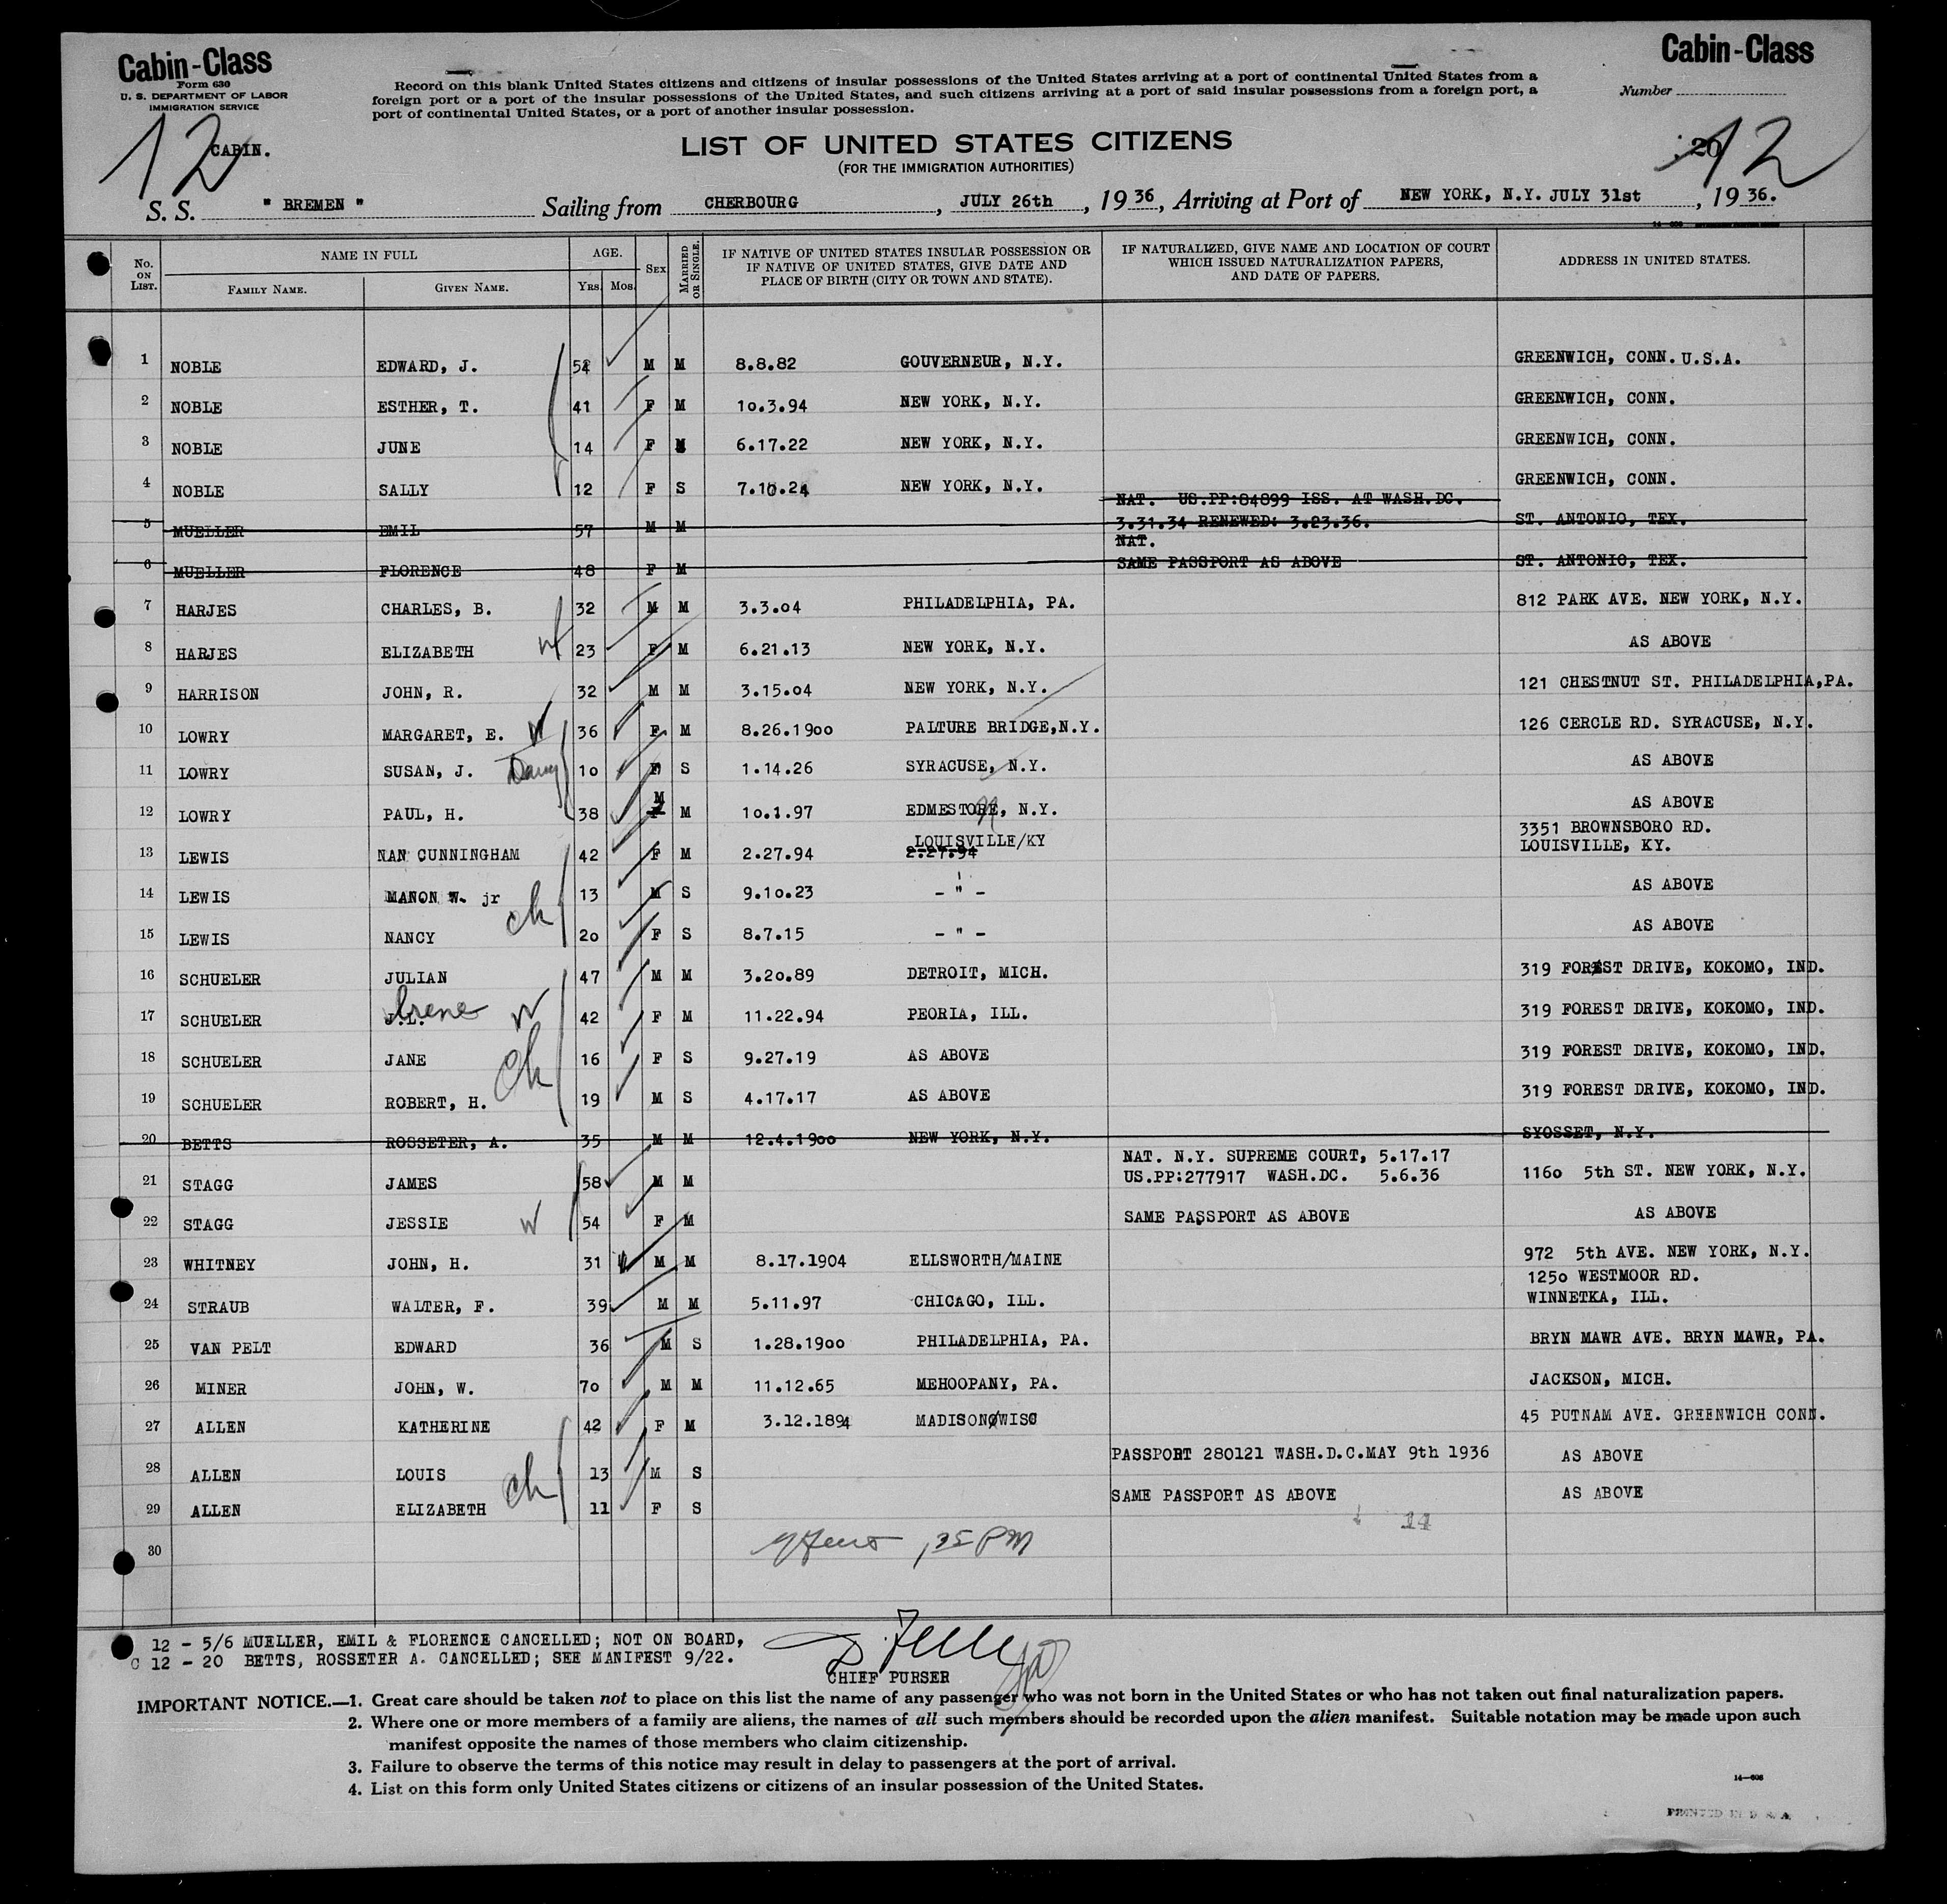 Cabin-Class
Form 630
U. S. DEPARTMENT OF LABOR
IMMIGRATION SERVICE
Record on this blank United States citizens and citizens of insular possessions of the United States arriving at a port of continental United States from a
foreign port or a port of the insular possessions of the United States, and such citizens arriving at a port of said insular possessions from a foreign port, a
port of continental United States, or a port of another insular possession.
Cabin-Class
Number
12
CABIN.
LIST OF UNITED STATES CITIZENS
(FOR THE IMMIGRATION AUTHORITIES)
20
12
S. S. " BREMEN " Sailing from CHERBOURG, JULY 26th, 1936, Arriving at Port of NEW YORK, N.Y. JULY 31st, 1936.
No. ON LIST. NAME IN FULL FAMILY NAME. GIVEN NAME. AGE. YRS. MOS. SEX MARRIED OR SINGLE. IF NATIVE OF UNITED STATES INSULAR POSSESSION OR IF NATIVE OF UNITED STATES, GIVE DATE AND PLACE OF BIRTH (CITY OR TOWN AND STATE). IF NATURALIZED, GIVE NAME AND LOCATION OF COURT WHICH ISSUED NATURALIZATION PAPERS, AND DATE OF PAPERS. ADDRESS IN UNITED STATES.
1 NOBLE EDWARD, J. M M 8.8.82 GOUVERNEUR, N.Y. GREENWICH, CONN. U.S.A.
2 NOBLE ESTHER, T. 41 F M 10.3.94 NEW YORK, N.Y. GREENWICH, CONN.
3 NOBLE JUNE 14 F 6.17.22 NEW YORK, N.Y. GREENWICH, CONN.
4 NOBLE SALLY 12 F S 7.10.24 NEW YORK, N.Y. GREENWICH, CONN.
NAT. US.PP:84899 ISS. AT WASH.DC.
5 MUELLER EMIL 57 M M 3.31.34 RENEWED: 3.23.36. ST. ANTONIO, TEX.
NAT.
6 MUELLER FLORENCE 48 F M SAME PASSPORT AS ABOVE ST. ANTONIO, TEX.
7 HARJES CHARLES, B. 32 M M 3.3.04 PHILADELPHIA, PA. 812 PARK AVE. NEW YORK, N.Y.
8 HARJES ELIZABETH 23 F M 6.21.13 NEW YORK, N.Y. AS ABOVE
9 HARRISON JOHN, R. 32 M M 3.15.04 NEW YORK, N.Y. 121 CHESTNUT ST. PHILADELPHIA,PA.
10 LOWRY MARGARET, E. W 36 F M 8.26.1900 PALTURE BRIDGE,N.Y. 126 CERCLE RD. SYRACUSE, N.Y.
11 LOWRY SUSAN, J. 10 F S 1.14.26 SYRACUSE, N.Y. AS ABOVE
12 LOWRY PAUL, H. 38 M M 10.1.97 EDMESTONE, N.Y. AS ABOVE
13 LEWIS NAN CUNNINGHAM 42 F M 2.27.94 LOUISVILLE/KY 2.27.94 3351 BROWNSBORO RD. LOUISVILLE, KY.
14 LEWIS MANON W. jr ch 13 M S 9.10.23 - " - AS ABOVE
15 LEWIS NANCY 20 F S 8.7.15 - " - AS ABOVE
16 SCHUELER JULIAN 47 M M 3.20.89 DETROIT, MICH. 319 FOREST DRIVE, KOKOMO, IND.
17 SCHUELER J.L. Irene W 42 F M 11.22.94 PEORIA, ILL. 319 FOREST DRIVE, KOKOMO, IND.
18 SCHUELER JANE ch 16 F S 9.27.19 AS ABOVE 319 FOREST DRIVE, KOKOMO, IND.
19 SCHUELER ROBERT, H. 19 M S 4.17.17 AS ABOVE 319 FOREST DRIVE, KOKOMO, IND.
20 BETTS ROSSETER, A. 35 M M 12.4.1900 NEW YORK, N.Y. SYOSSET, N.Y.
NAT. N.Y. SUPREME COURT, 5.17.17
21 STAGG JAMES 58 M M US.PP:277917 WASH.DC. 5.6.36 1160 5th ST. NEW YORK, N.Y.
22 STAGG JESSIE W 54 F M SAME PASSPORT AS ABOVE AS ABOVE
23 WHITNEY JOHN, H. 31 M M 8.17.1904 ELLSWORTH/MAINE 972 5th AVE. NEW YORK, N.Y.
24 STRAUB WALTER, F. 39 M M 5.11.97 CHICAGO, ILL. 1250 WESTMOOR RD. WINNETKA, ILL.
25 VAN PELT EDWARD 36 M S 1.28.1900 PHILADELPHIA, PA. BRYN MAWR AVE. BRYN MAWR, PA.
26 MINER JOHN, W. 70 M M 11.12.65 MEHOOPANY, PA. JACKSON, MICH.
27 ALLEN KATHERINE 42 F M 3.12.1894 MADISON/WISC 45 PUTNAM AVE. GREENWICH CONN.
28 ALLEN LOUIS ch 13 M S PASSPORT 280121 WASH.D.C.MAY 9th 1936 AS ABOVE
29 ALLEN ELIZABETH 11 F S SAME PASSPORT AS ABOVE AS ABOVE
14
30 ,35 PM
12 - 5/6 MUELLER, EMIL & FLORENCE CANCELLED; NOT ON BOARD,
C 12 - 20 BETTS, ROSSETER A. CANCELLED; SEE MANIFEST 9/22.
CHIEF PURSER
IMPORTANT NOTICE.—1. Great care should be taken not to place on this list the name of any passenger who was not born in the United States or who has not taken out final naturalization papers.
2. Where one or more members of a family are aliens, the names of all such members should be recorded upon the alien manifest. Suitable notation may be made upon such
manifest opposite the names of those members who claim citizenship.
3. Failure to observe the terms of this notice may result in delay to passengers at the port of arrival.
4. List on this form only United States citizens or citizens of an insular possession of the United States.
14—608
PRINTED IN U S A